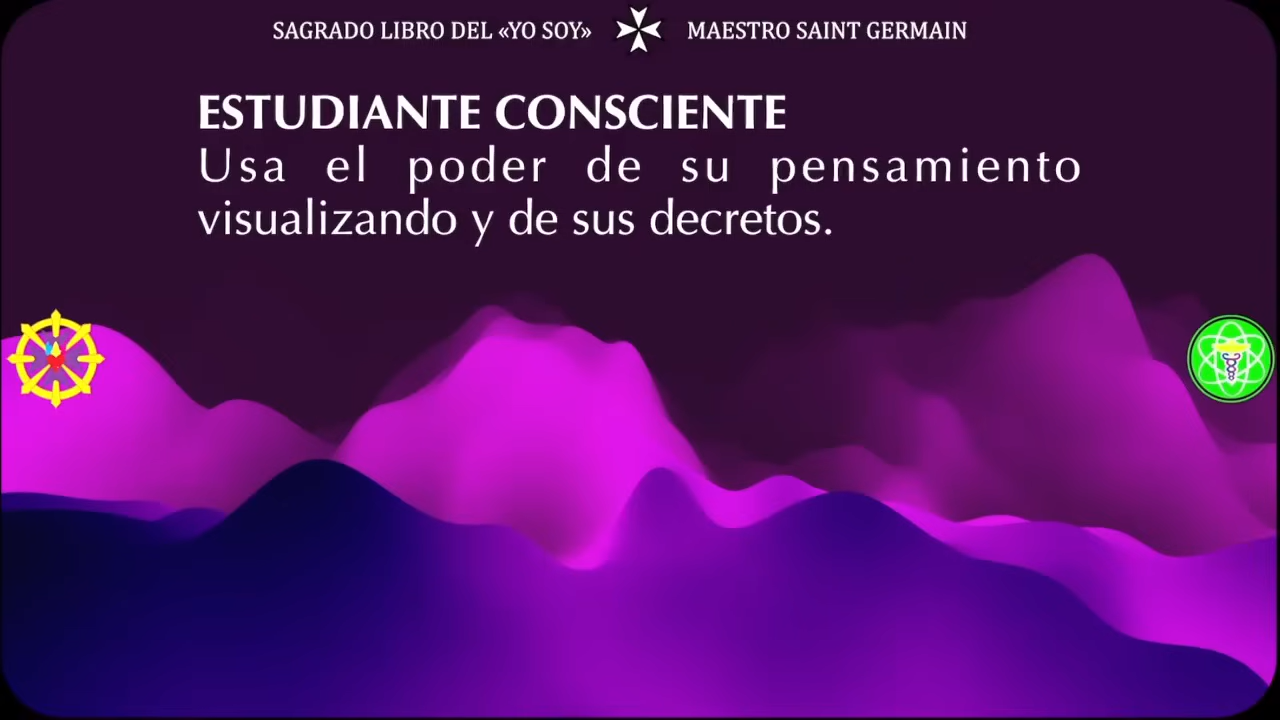 SAGRADO LIBRO DEL «YO SOY» MAESTRO SAINT GERMAIN
ESTUDIANTE CONSCIENTE
Usa el poder de su pensamiento
visualizando y de sus decretos.